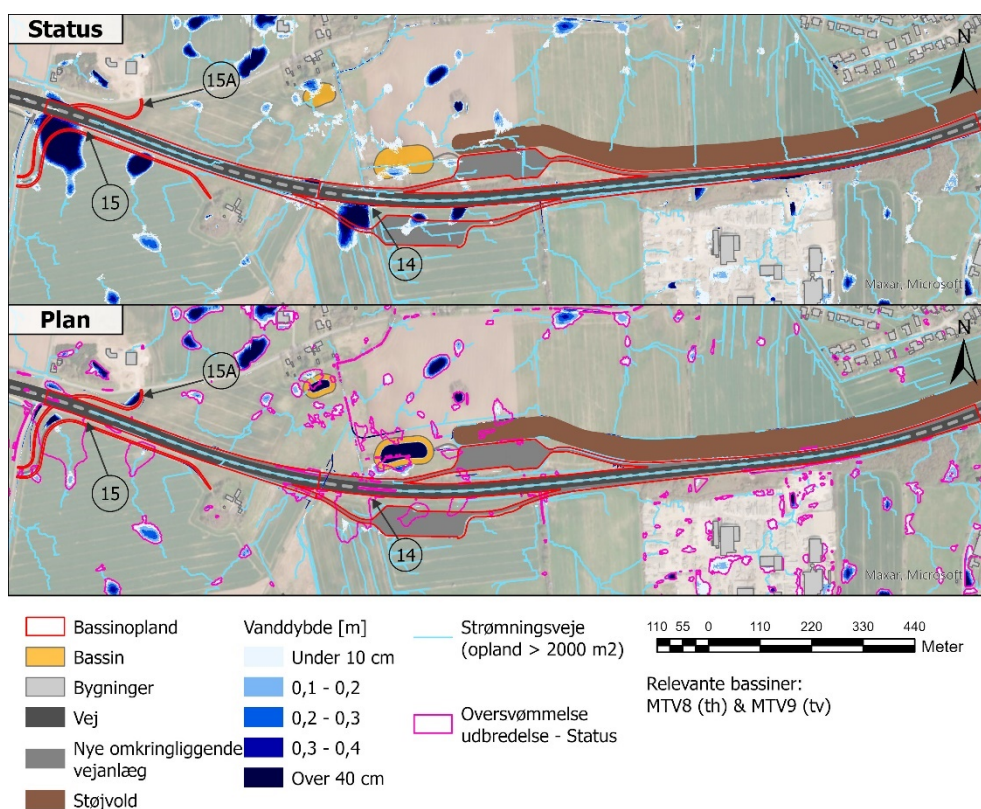 Status
15A
15
14
N
Maxar, Microsoft
Plan
15A
15
14
N
Maxar, Microsoft
Bassinopland
Bassin
Bygninger
Vej
Nye omkringliggende
vejanlæg
Støjvold
Vanddybde [m]
Under 10 cm
0,1 - 0,2
0,2 - 0,3
0,3 - 0,4
Over 40 cm
Strømningsveje
(opland > 2000 m2)
Oversvømmelse
udbredelse - Status
110 55 0 110 220 330 440
Meter
Relevante bassiner:
MTV8 (th) & MTV9 (tv)